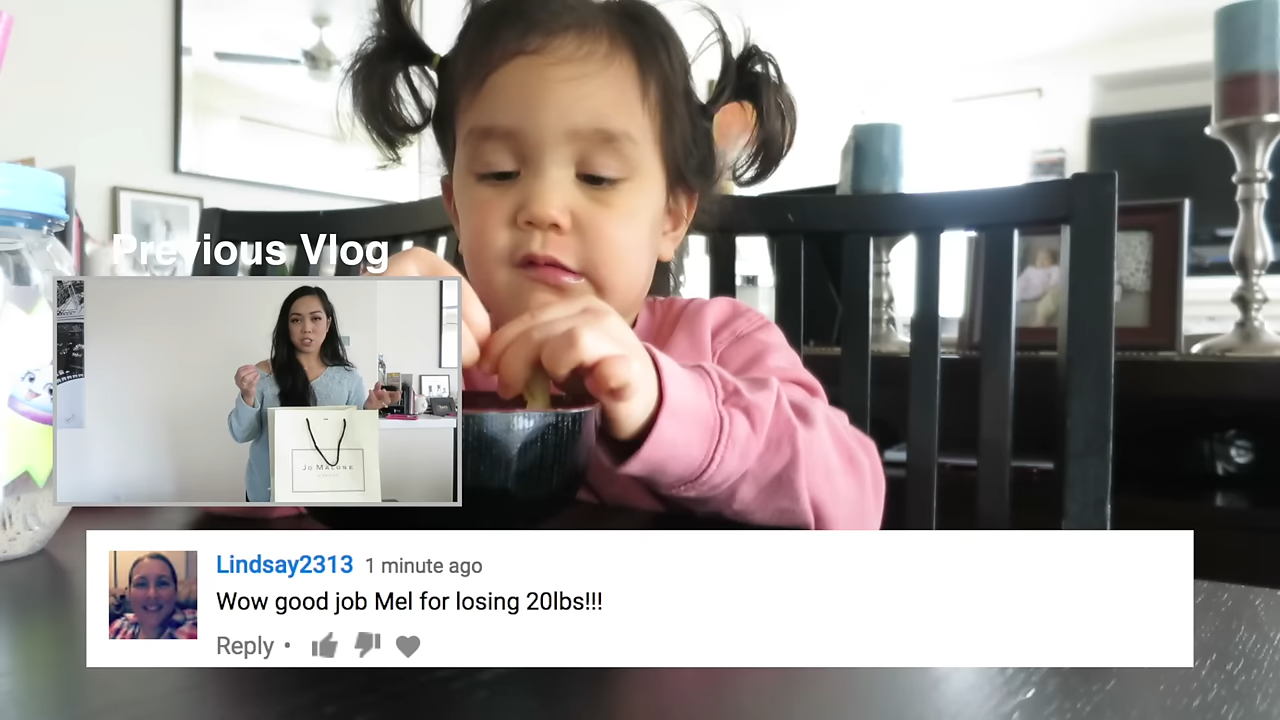 Previous Vlog
JO MALONE
Lindsay2313 1 minute ago
Wow good job Mel for losing 20lbs!!!
Reply •